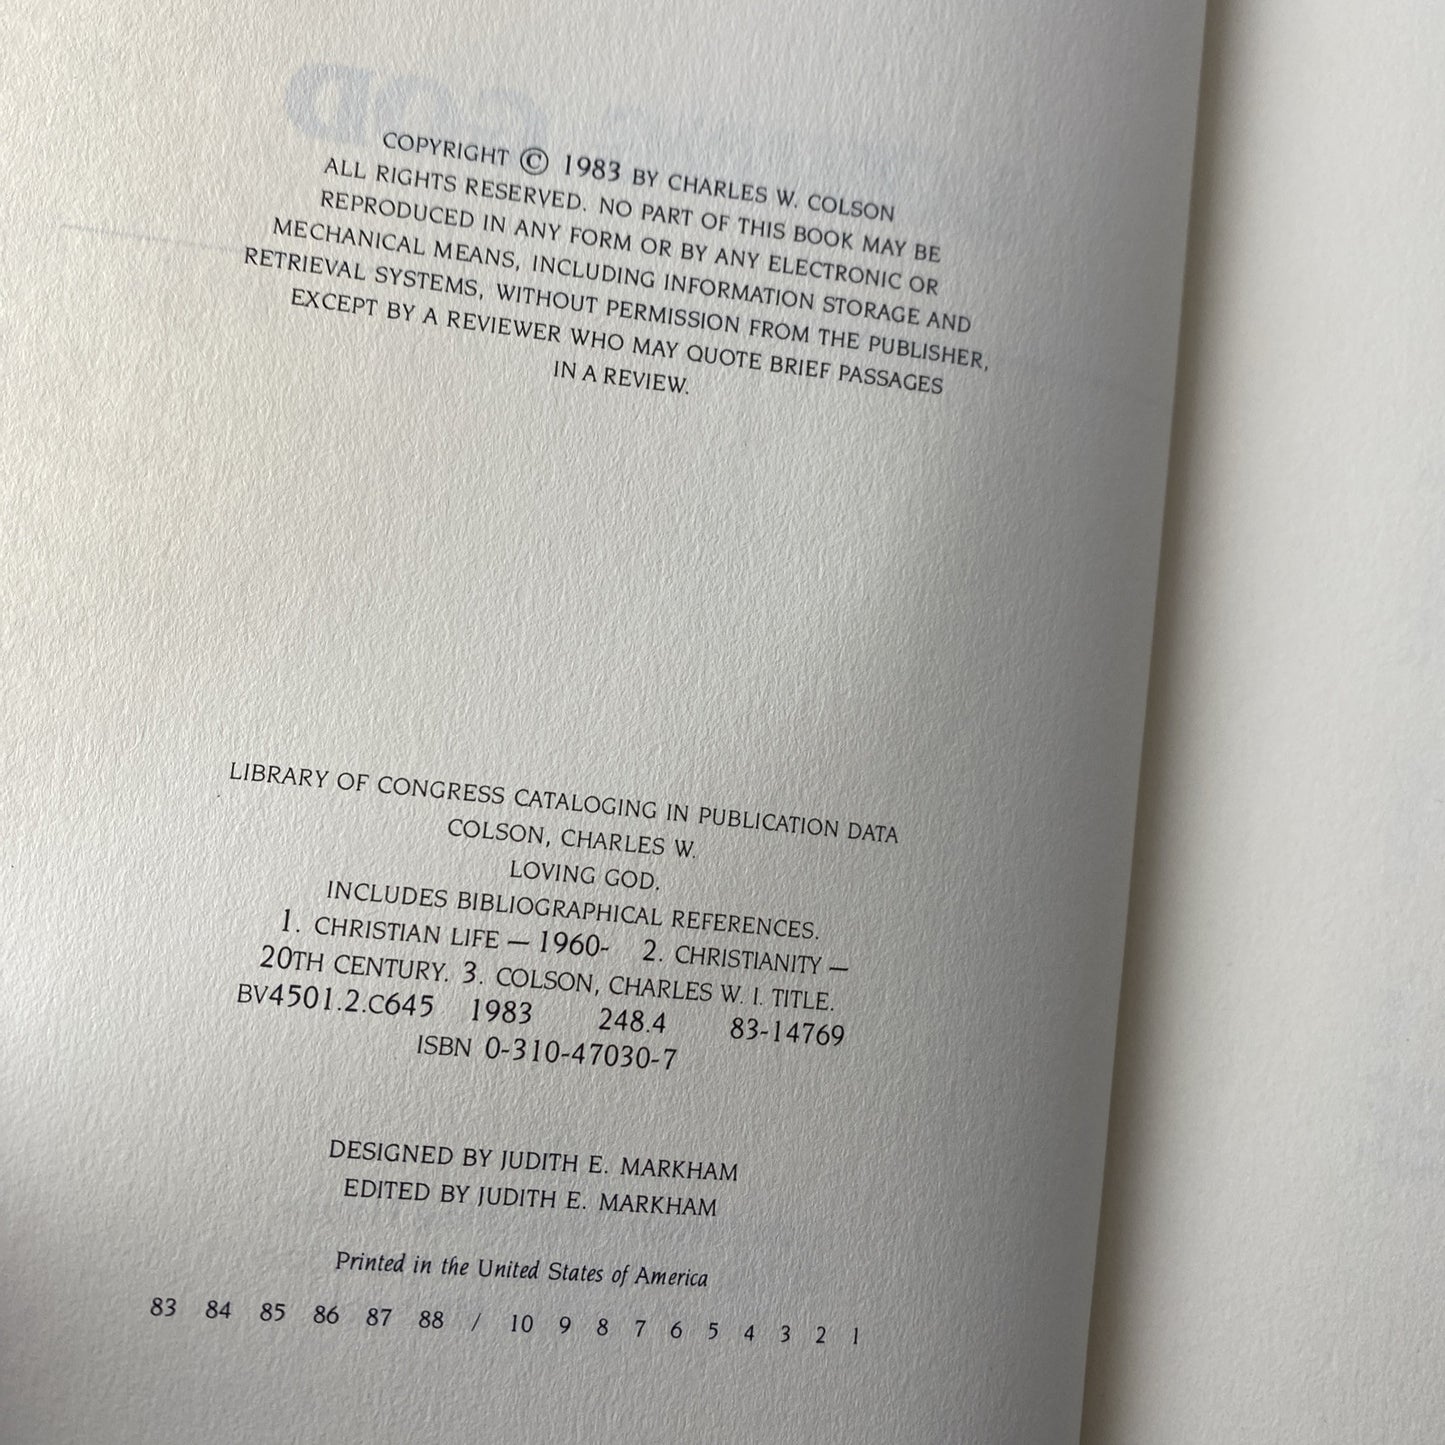 COPYRIGHT © 1983 BY CHARLES W. COLSON
ALL RIGHTS RESERVED. NO PART OF THIS BOOK MAY BE
REPRODUCED IN ANY FORM OR BY ANY ELECTRONIC OR
MECHANICAL MEANS, INCLUDING INFORMATION STORAGE AND
RETRIEVAL SYSTEMS, WITHOUT PERMISSION FROM THE PUBLISHER,
EXCEPT BY A REVIEWER WHO MAY QUOTE BRIEF PASSAGES
IN A REVIEW.
LIBRARY OF CONGRESS CATALOGING IN PUBLICATION DATA
COLSON, CHARLES W.
LOVING GOD.
INCLUDES BIBLIOGRAPHICAL REFERENCES.
1. CHRISTIAN LIFE — 1960- 2. CHRISTIANITY —
20TH CENTURY. 3. COLSON, CHARLES W. I. TITLE.
BV4501.2.C645 1983 248.4 83-14769
ISBN 0-310-47030-7
DESIGNED BY JUDITH E. MARKHAM
EDITED BY JUDITH E. MARKHAM
Printed in the United States of America
83 84 85 86 87 88 / 10 9 8 7 6 5 4 3 2 1